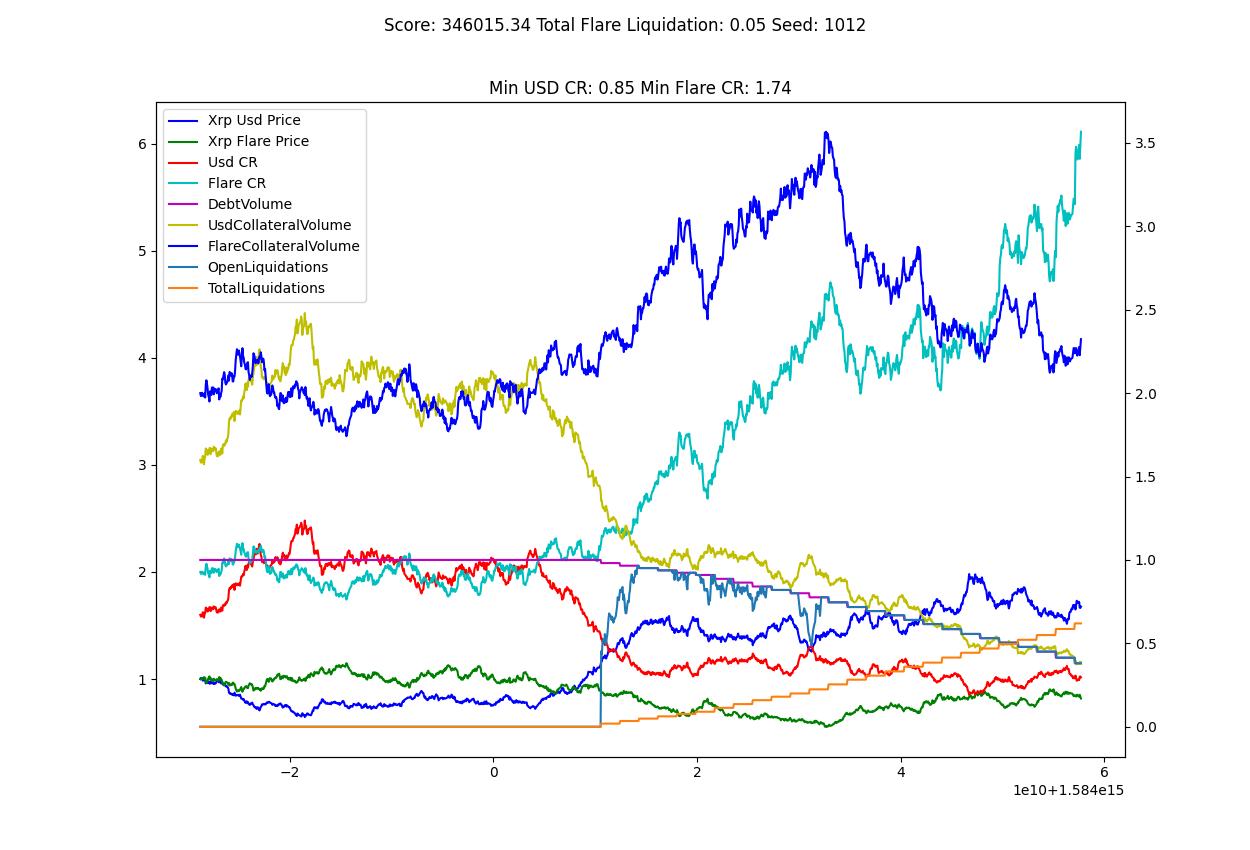 Score: 346015.34 Total Flare Liquidation: 0.05 Seed: 1012
Min USD CR: 0.85 Min Flare CR: 1.74
Xrp Usd Price
Xrp Flare Price
Usd CR
Flare CR
DebtVolume
UsdCollateralVolume
FlareCollateralVolume
OpenLiquidations
TotalLiquidations
6
5
4
3
2
1
3.5
3.0
2.5
2.0
1.5
1.0
0.5
0.0
−2
0
2
4
6
1e10+1.584e15